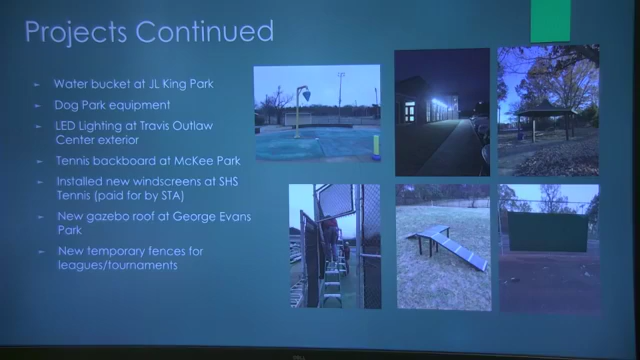 Projects Continued
Water bucket at JL King Park
Dog Park equipment
LED Lighting at Travis Outlaw
Center exterior
Tennis backboard at McKee Park
Installed new windscreens at SHS
Tennis (paid for by STA)
New gazebo roof at George Evans
Park
New temporary fences for
leagues/tournaments